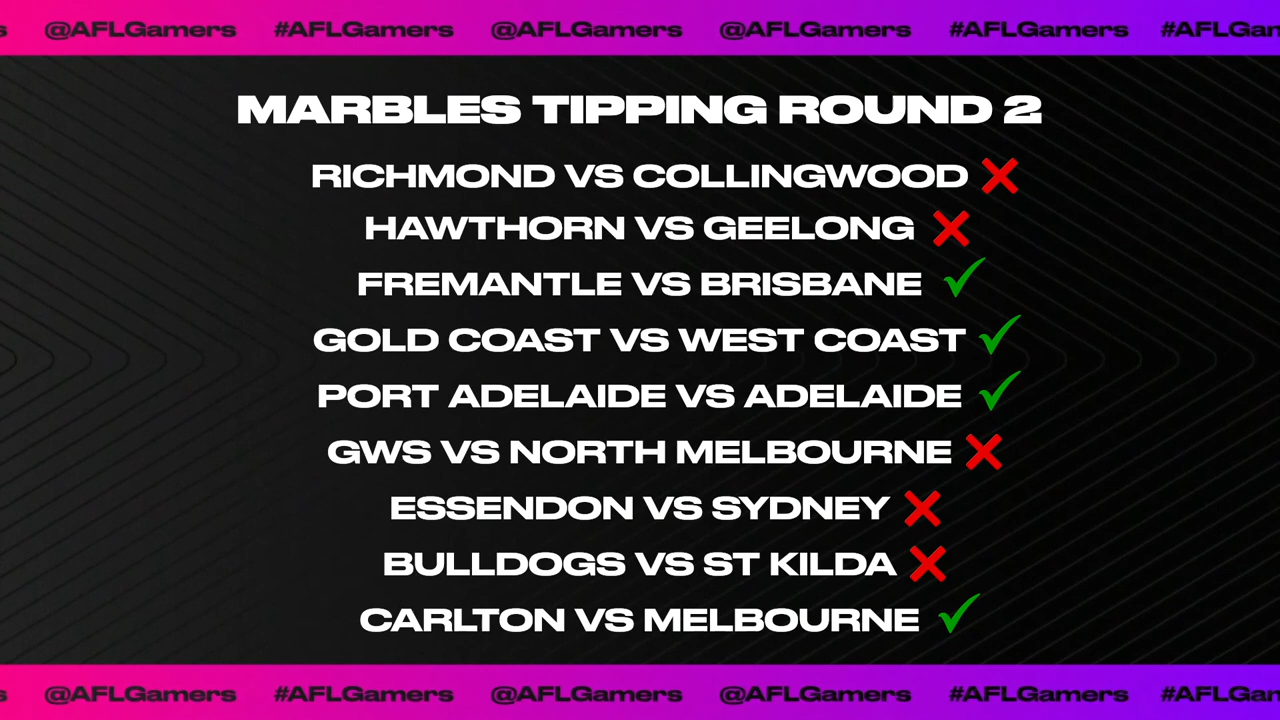 s @AFLGamers #AFLGamers @AFLGamers @AFLGamers #AFLGamers #AFLGam
MARBLES TIPPING ROUND 2
RICHMOND VS COLLINGWOOD ❌
HAWTHORN VS GEELONG ❌
FREMANTLE VS BRISBANE ✓
GOLD COAST VS WEST COAST ✓
PORT ADELAIDE VS ADELAIDE ✓
GWS VS NORTH MELBOURNE ❌
ESSENDON VS SYDNEY ❌
BULLDOGS VS ST KILDA ❌
CARLTON VS MELBOURNE ✓
s @AFLGamers #AFLGamers @AFLGamers @AFLGamers #AFLGamers #AFLGam